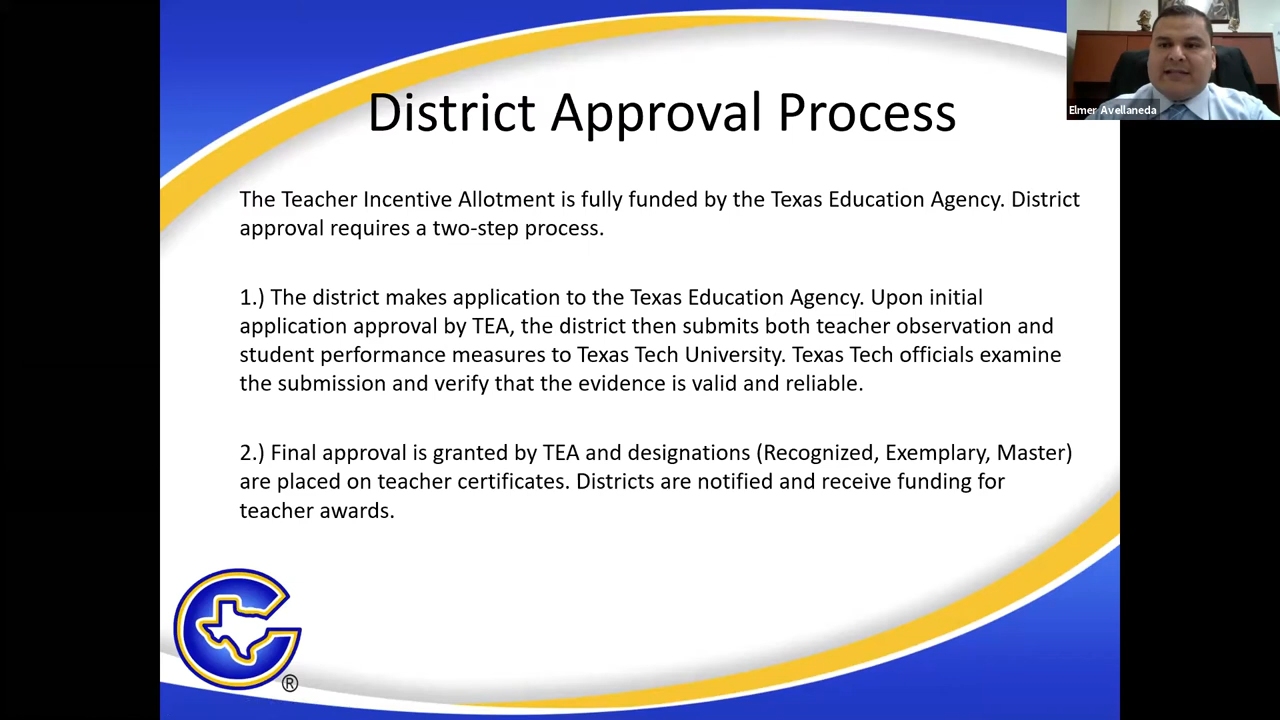 District Approval Process
Elmer Avellaneda
The Teacher Incentive Allotment is fully funded by the Texas Education Agency. District
approval requires a two-step process.
1.) The district makes application to the Texas Education Agency. Upon initial
application approval by TEA, the district then submits both teacher observation and
student performance measures to Texas Tech University. Texas Tech officials examine
the submission and verify that the evidence is valid and reliable.
2.) Final approval is granted by TEA and designations (Recognized, Exemplary, Master)
are placed on teacher certificates. Districts are notified and receive funding for
teacher awards.
C
®